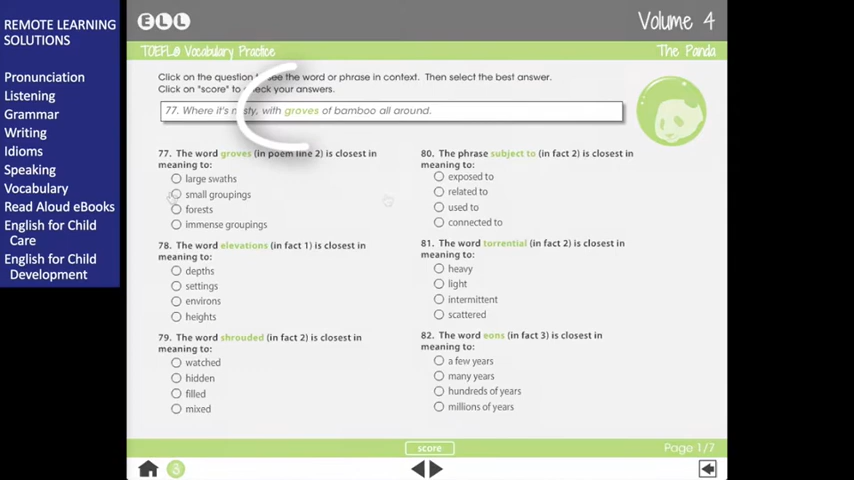 REMOTE LEARNING
SOLUTIONS
Pronunciation
Listening
Grammar
Writing
Idioms
Speaking
Vocabulary
Read Aloud eBooks
English for Child
Care
English for Child
Development
ELL
Volume 4
TOEFL® Vocabulary Practice
The Panda
Click on the question to see the word or phrase in context. Then select the best answer.
Click on "score" to check your answers.
77. Where it's misty, with groves of bamboo all around.
77. The word groves (in poem line 2) is closest in
meaning to:
large swaths
small groupings
forests
immense groupings
78. The word elevations (in fact 1) is closest in
meaning to:
depths
settings
environs
heights
79. The word shrouded (in fact 2) is closest in
meaning to:
watched
hidden
filled
mixed
80. The phrase subject to (in fact 2) is closest in
meaning to:
exposed to
related to
used to
connected to
81. The word torrential (in fact 2) is closest in
meaning to:
heavy
light
intermittent
scattered
82. The word eons (in fact 3) is closest in
meaning to:
a few years
many years
hundreds of years
millions of years
score
Page 1/7
3